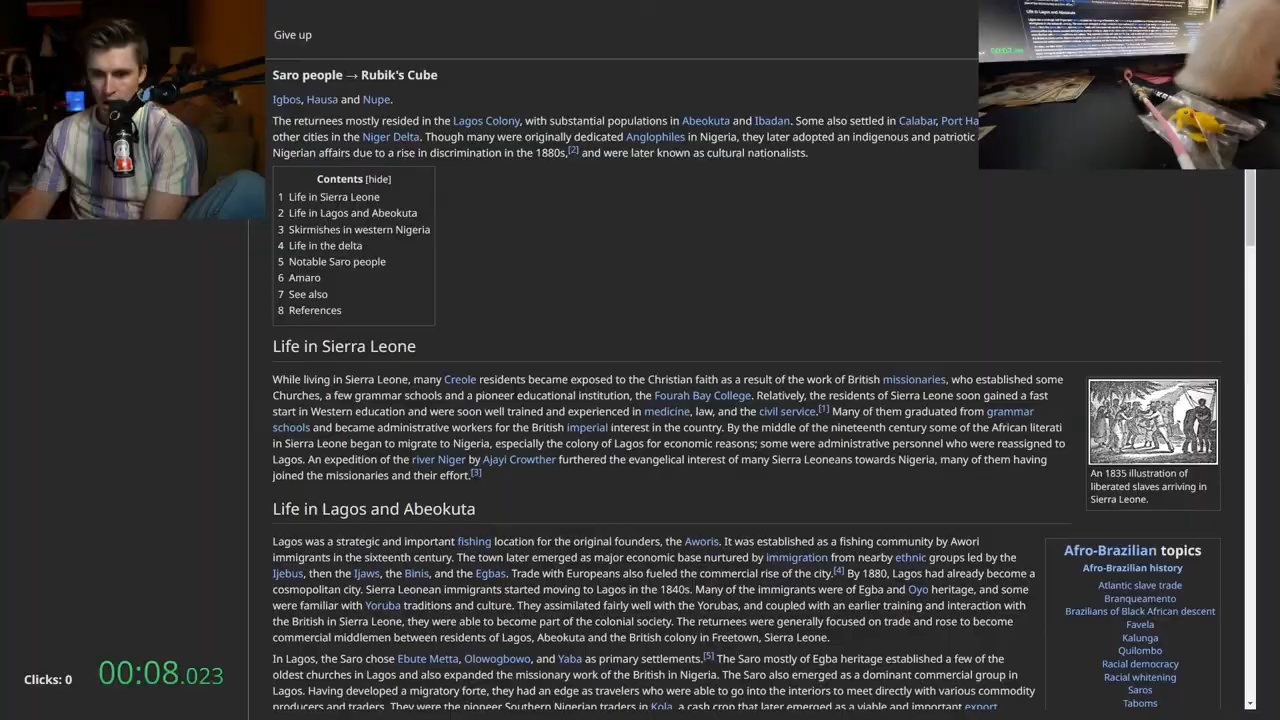 Give up
Saro people → Rubik's Cube
Igbos, Hausa and Nupe.
The returnees mostly resided in the Lagos Colony, with substantial populations in Abeokuta and Ibadan. Some also settled in Calabar, Port Ha
other cities in the Niger Delta. Though many were originally dedicated Anglophiles in Nigeria, they later adopted an indigenous and patriotic
Nigerian affairs due to a rise in discrimination in the 1880s,[2] and were later known as cultural nationalists.
Contents [hide]
1 Life in Sierra Leone
2 Life in Lagos and Abeokuta
3 Skirmishes in western Nigeria
4 Life in the delta
5 Notable Saro people
6 Amaro
7 See also
8 References
Life in Sierra Leone
While living in Sierra Leone, many Creole residents became exposed to the Christian faith as a result of the work of British missionaries, who established some
Churches, a few grammar schools and a pioneer educational institution, the Fourah Bay College. Relatively, the residents of Sierra Leone soon gained a fast
start in Western education and were soon well trained and experienced in medicine, law, and the civil service.[1] Many of them graduated from grammar
schools and became administrative workers for the British imperial interest in the country. By the middle of the nineteenth century some of the African literati
in Sierra Leone began to migrate to Nigeria, especially the colony of Lagos for economic reasons; some were administrative personnel who were reassigned to
Lagos. An expedition of the river Niger by Ajayi Crowther furthered the evangelical interest of many Sierra Leoneans towards Nigeria, many of them having
joined the missionaries and their effort.[3]
An 1835 illustration of
liberated slaves arriving in
Sierra Leone.
Life in Lagos and Abeokuta
Lagos was a strategic and important fishing location for the original founders, the Aworis. It was established as a fishing community by Awori
immigrants in the sixteenth century. The town later emerged as major economic base nurtured by immigration from nearby ethnic groups led by the
Ijebus, then the Ijaws, the Binis, and the Egbas. Trade with Europeans also fueled the commercial rise of the city.[4] By 1880, Lagos had already become a
cosmopolitan city. Sierra Leonean immigrants started moving to Lagos in the 1840s. Many of the immigrants were of Egba and Oyo heritage, and some
were familiar with Yoruba traditions and culture. They assimilated fairly well with the Yorubas, and coupled with an earlier training and interaction with
the British in Sierra Leone, they were able to become part of the colonial society. The returnees were generally focused on trade and rose to become
commercial middlemen between residents of Lagos, Abeokuta and the British colony in Freetown, Sierra Leone.
In Lagos, the Saro chose Ebute Metta, Olowogbowo, and Yaba as primary settlements.[5] The Saro mostly of Egba heritage established a few of the
oldest churches in Lagos and also expanded the missionary work of the British in Nigeria. The Saro also emerged as a dominant commercial group in
Lagos. Having developed a migratory forte, they had an edge as travelers who were able to go into the interiors to meet directly with various commodity
producers and traders. They were the pioneer Southern Nigerian traders in Kola, a cash crop that later emerged as a viable and important export
Afro-Brazilian topics
Afro-Brazilian history
Atlantic slave trade
Branqueamento
Brazilians of Black African descent
Favela
Kalunga
Quilombo
Racial democracy
Racial whitening
Saros
Taboms
Clicks: 0
00:08.023